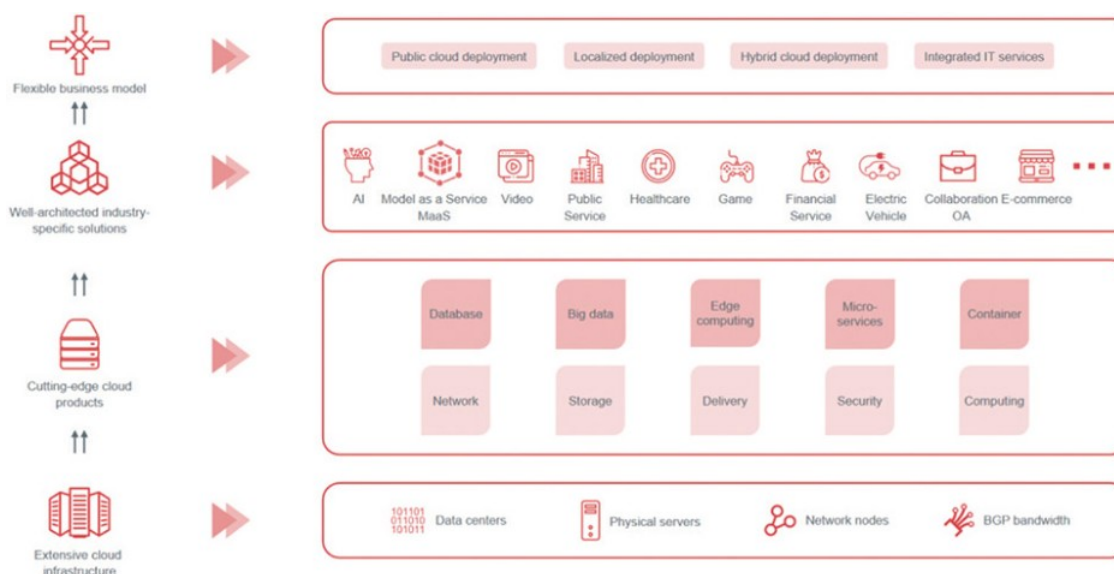 Flexible business model
Public cloud deployment
Localized deployment
Hybrid cloud deployment
Integrated IT services
Well-architected industry-
specific solutions
AI
Model as a Service
MaaS
Video
Public
Service
Healthcare
Game
Financial
Service
Electric
Vehicle
Collaboration
OA
E-commerce
Cutting-edge cloud
products
Database
Big data
Edge
computing
Micro-
services
Container
Network
Storage
Delivery
Security
Computing
Extensive cloud
infrastructure
101101
011010
101011
Data centers
Physical servers
Network nodes
BGP bandwidth